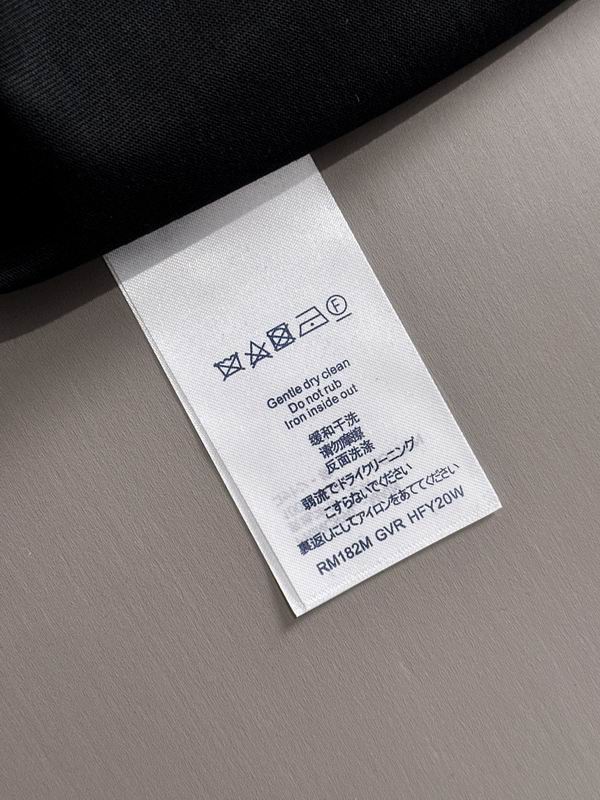 F
Gentle dry clean
Do not rub
Iron inside out
缓和干洗
请勿摩擦
反面洗涤
弱流でドライクリーニング
こすらないでください
裏返しにしてアイロンをあててください
RM182M GVR HFY20W